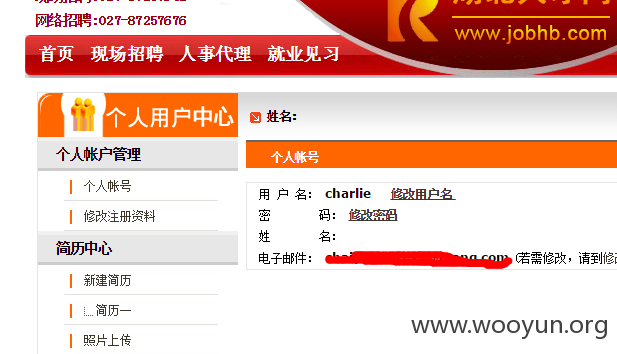 网络招聘:027-87257676
www.jobhb.com
首页 现场招聘 人事代理 就业见习
个人用户中心
姓名:
个人帐户管理
个人帐号
个人帐号
修改注册资料
用 户 名: charlie 修改用户名
密 码: 修改密码
姓 名:
电子邮件: (若需修改，请到修改
简历中心
新建简历
简历一
照片上传
www.wooyun.org